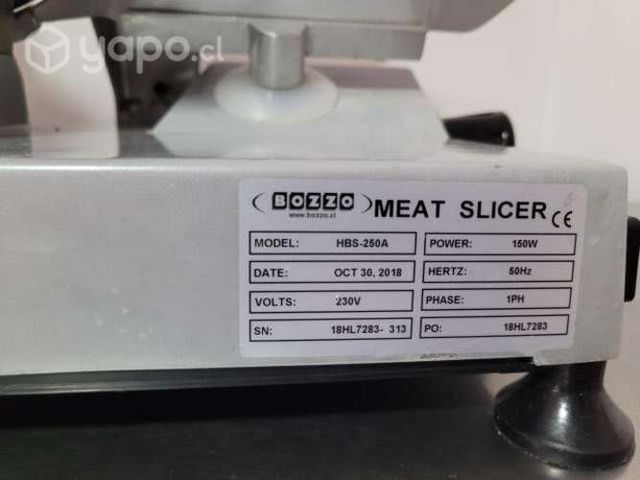 yapo.cl
BOZZO MEAT SLICER CE
www.bozzo.cl
MODEL: HBS-250A POWER: 150W
DATE: OCT 30, 2018 HERTZ: 50Hz
VOLTS: 230V PHASE: 1PH
SN: 18HL7283- 313 PO: 18HL7283